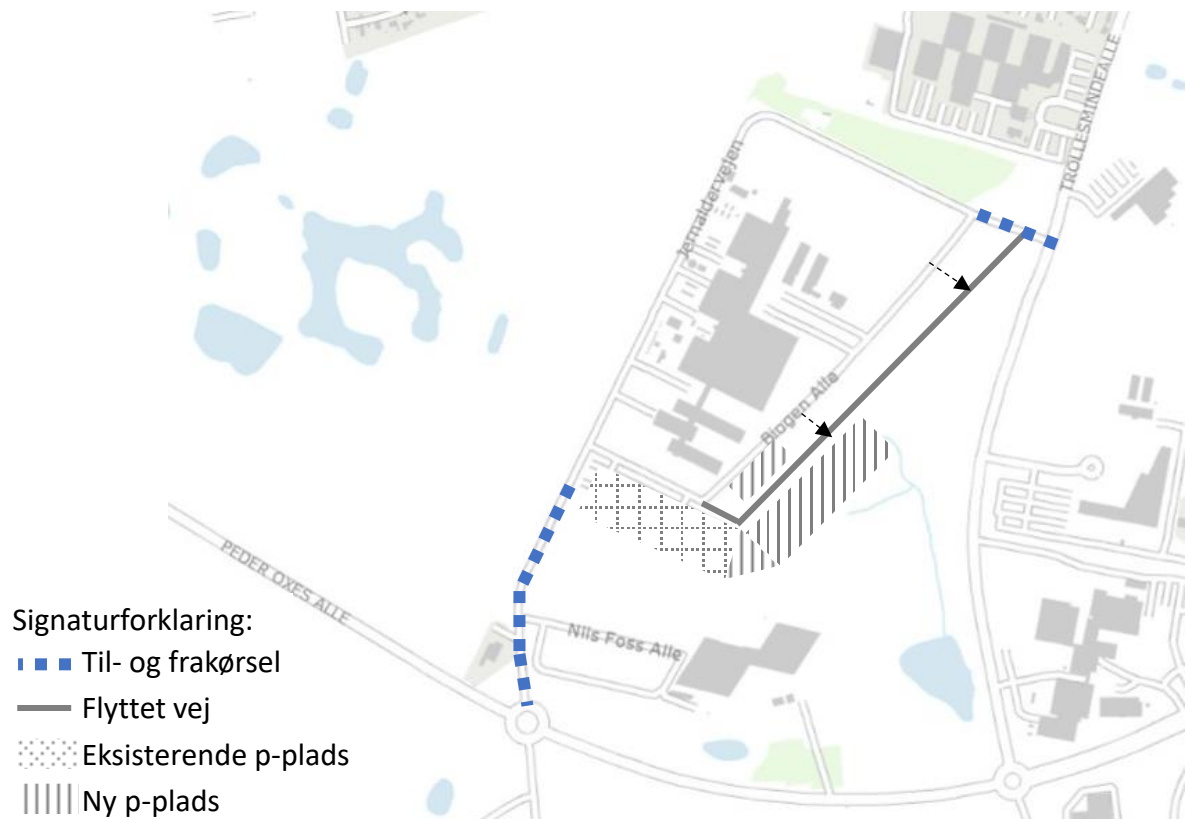 TROLLESMINDEALLE
Jernaldervejen
Biogen Alle
PEDER OXES ALLE
Nils Foss Alle
Signaturforklaring:
Til- og frakørsel
Flyttet vej
Eksisterende p-plads
Ny p-plads